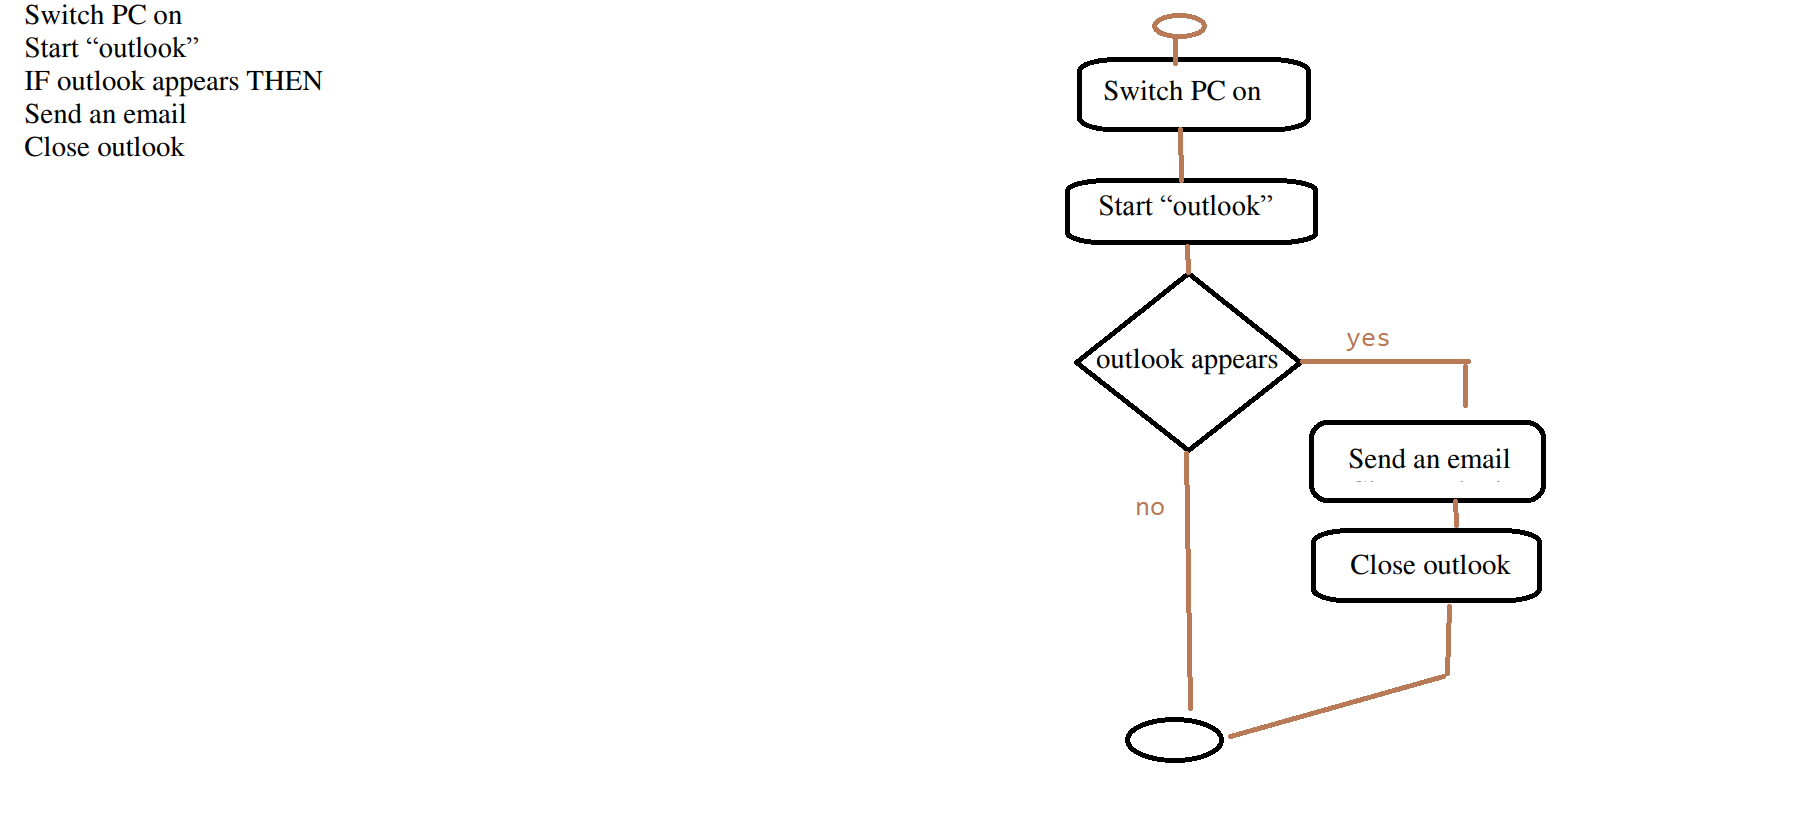 Switch PC on
Start “outlook”
IF outlook appears THEN
Send an email
Close outlook
Switch PC on
Start “outlook”
outlook appears
yes
Send an email
no
Close outlook